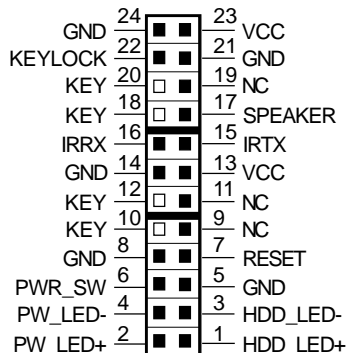 GND 24 23 VCC
KEYLOCK 22 21 GND
KEY 20 19 NC
KEY 18 17 SPEAKER
IRRX 16 15 IRTX
GND 14 13 VCC
KEY 12 11 NC
KEY 10 9 NC
GND 8 7 RESET
PWR_SW 6 5 GND
PW_LED- 4 3 HDD_LED-
PW_LED+ 2 1 HDD_LED+